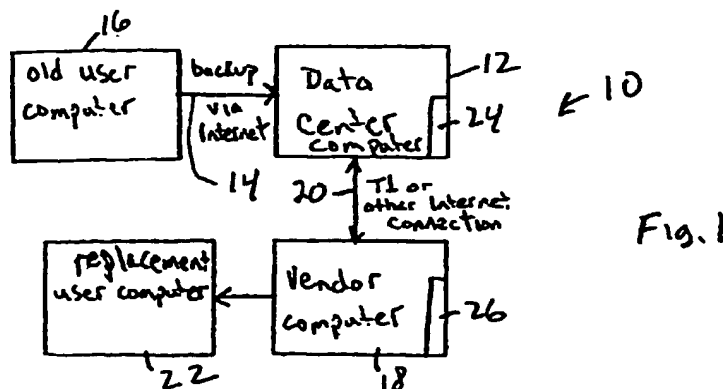 16
old user
computer
backup
via
Internet
14
Data
Center
computer
12
24
10
20
T1 or
other Internet
connection
Fig. 1
replacement
user computer
22
Vendor
computer
26
18